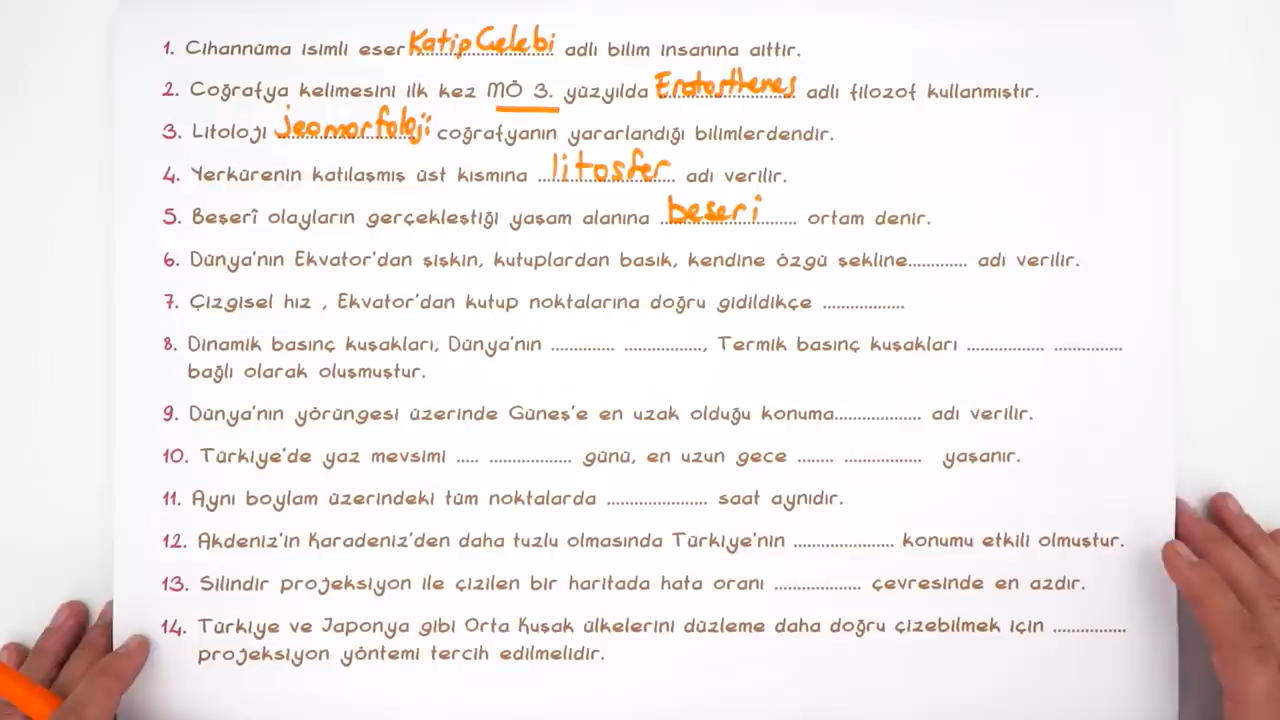 1. Cihannüma isimli eser Katip Çelebi adlı bilim insanına aittir.
2. Coğrafya kelimesini ilk kez MÖ 3. yüzyılda Eratosthenes adlı filozof kullanmıştır.
3. Litoloji jeomorfoloji coğrafyanın yararlandığı bilimlerdendir.
4. Yerkürenin katılaşmış üst kısmına ...litosfer... adı verilir.
5. Beşerî olayların gerçekleştiği yaşam alanına beşeri ........ ortam denir.
6. Dünya'nın Ekvator'dan şişkin, kutuplardan basık, kendine özgü şekline............ adı verilir.
7. Çizgisel hız , Ekvator'dan kutup noktalarına doğru gidildikçe .................
8. Dinamik basınç kuşakları, Dünya'nın ............. ................, Termik basınç kuşakları ................ ..............
bağlı olarak oluşmuştur.
9. Dünya'nın yörüngesi üzerinde Güneş'e en uzak olduğu konuma.................. adı verilir.
10. Türkiye'de yaz mevsimi ..... ................. günü, en uzun gece ........ ................ yaşanır.
11. Aynı boylam üzerindeki tüm noktalarda .................... saat aynıdır.
12. Akdeniz'in Karadeniz'den daha tuzlu olmasında Türkiye'nin .................... konumu etkili olmuştur.
13. Silindir projeksiyon ile çizilen bir haritada hata oranı ................. çevresinde en azdır.
14. Türkiye ve Japonya gibi Orta Kuşak ülkelerini düzleme daha doğru çizebilmek için ...............
projeksiyon yöntemi tercih edilmelidir.